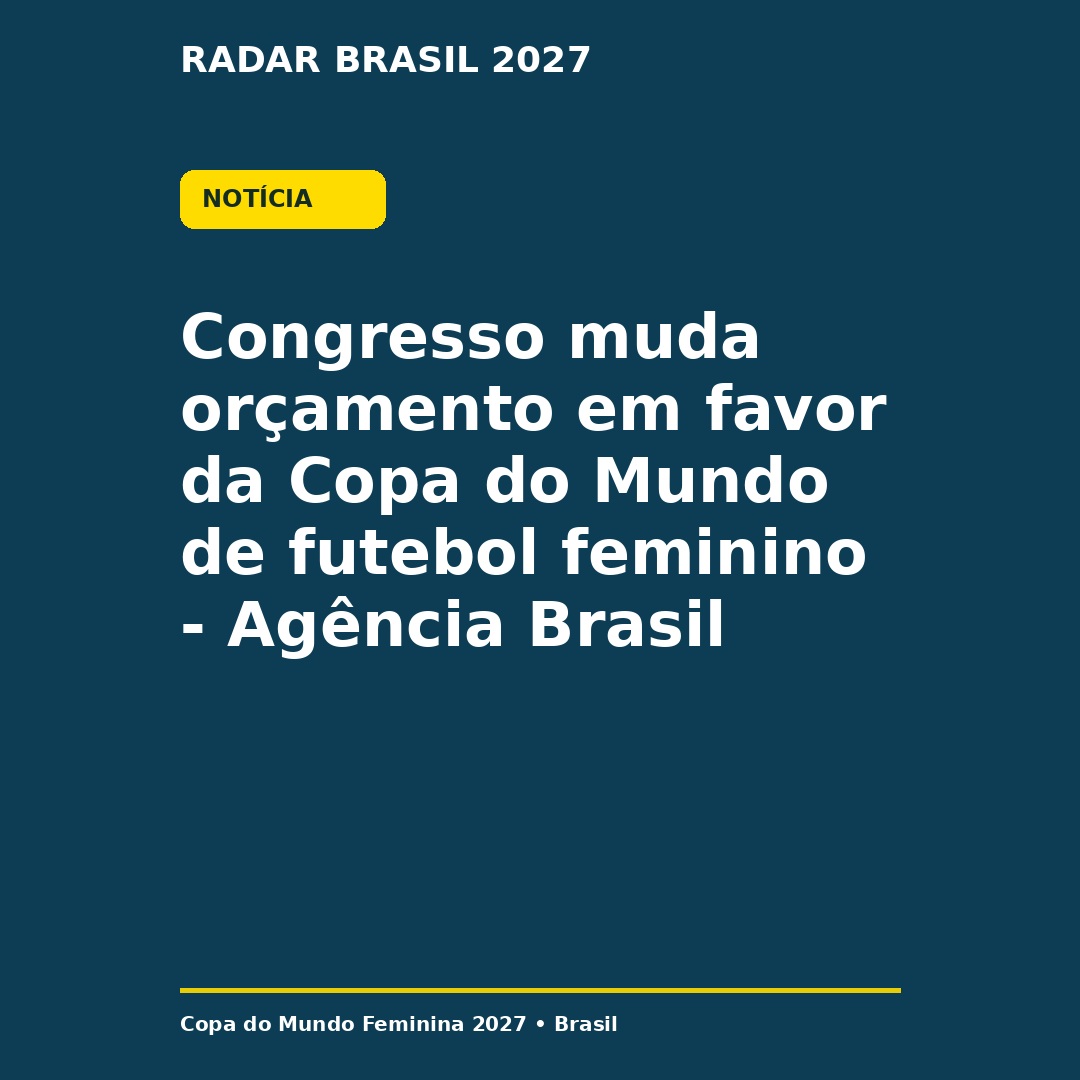 RADAR BRASIL 2027
NOTÍCIA
Congresso muda
orçamento em favor
da Copa do Mundo
de futebol feminino
- Agência Brasil
Copa do Mundo Feminina 2027 • Brasil